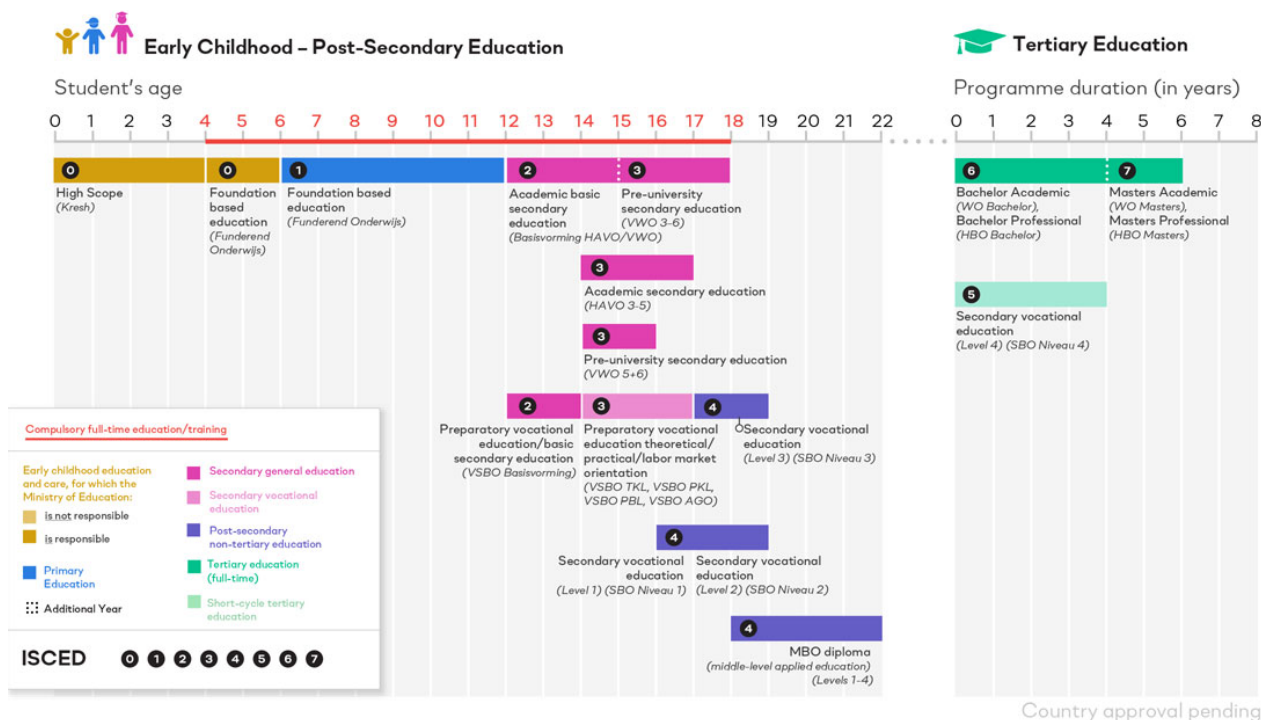 Early Childhood – Post-Secondary Education
Tertiary Education
Student's age
Programme duration (in years)
0 1 2 3 4 5 6 7 8 9 10 11 12 13 14 15 16 17 18 19 20 21 22
0 1 2 3 4 5 6 7 8
0
High Scope
(Kresh)
0
Foundation
based
education
(Funderend
Onderwijs)
1
Foundation based
education
(Funderend Onderwijs)
2
Academic basic
secondary
education
(Basisvorming HAVO/VWO)
3
Pre-university
secondary education
(VWO 3-6)
6
Bachelor Academic
(WO Bachelor),
Bachelor Professional
(HBO Bachelor)
7
Masters Academic
(WO Masters),
Masters Professional
(HBO Masters)
3
Academic secondary education
(HAVO 3-5)
5
Secondary vocational
education
(Level 4) (SBO Niveau 4)
3
Pre-university secondary education
(VWO 5+6)
2
Preparatory vocational
education/basic
secondary education
(VSBO Basisvorming)
3
Preparatory vocational
education theoretical/
practical/labor market
orientation
(VSBO TKL, VSBO PKL,
VSBO PBL, VSBO AGO)
4
Secondary vocational
education
(Level 3) (SBO Niveau 3)
4
Secondary vocational
education
(Level 1) (SBO Niveau 1)
Secondary vocational
education
(Level 2) (SBO Niveau 2)
4
MBO diploma
(middle-level applied education)
(Levels 1-4)
Compulsory full-time education/training
Early childhood education
and care, for which the
Ministry of Education:
is not responsible
is responsible
Primary
Education
Additional Year
Secondary general education
Secondary vocational
education
Post-secondary
non-tertiary education
Tertiary education
(full-time)
Short-cycle tertiary
education
ISCED 0 1 2 3 4 5 6 7
Country approval pending